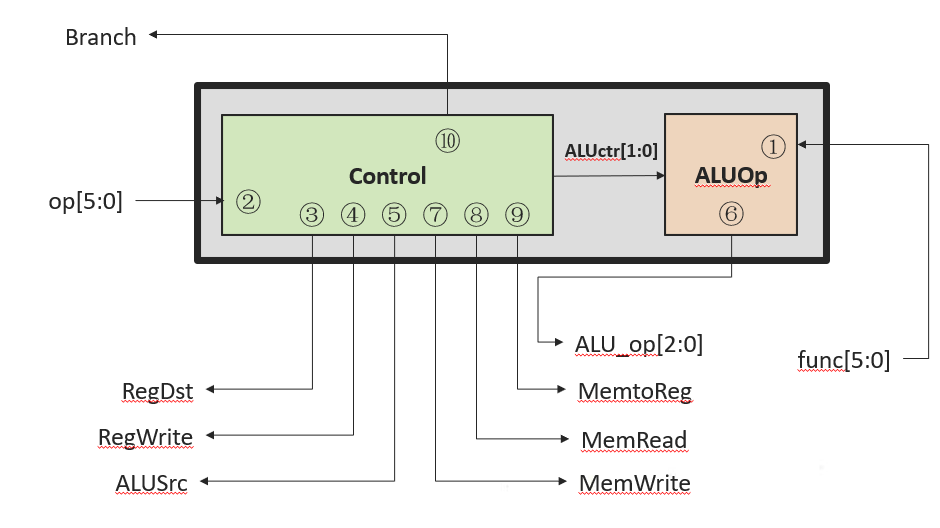 Branch
⑩
ALUctr[1:0]
①
Control
ALUOp
op[5:0]
②
③ ④ ⑤ ⑦ ⑧ ⑨
⑥
ALU_op[2:0]
func[5:0]
RegDst
MemtoReg
RegWrite
MemRead
ALUSrc
MemWrite